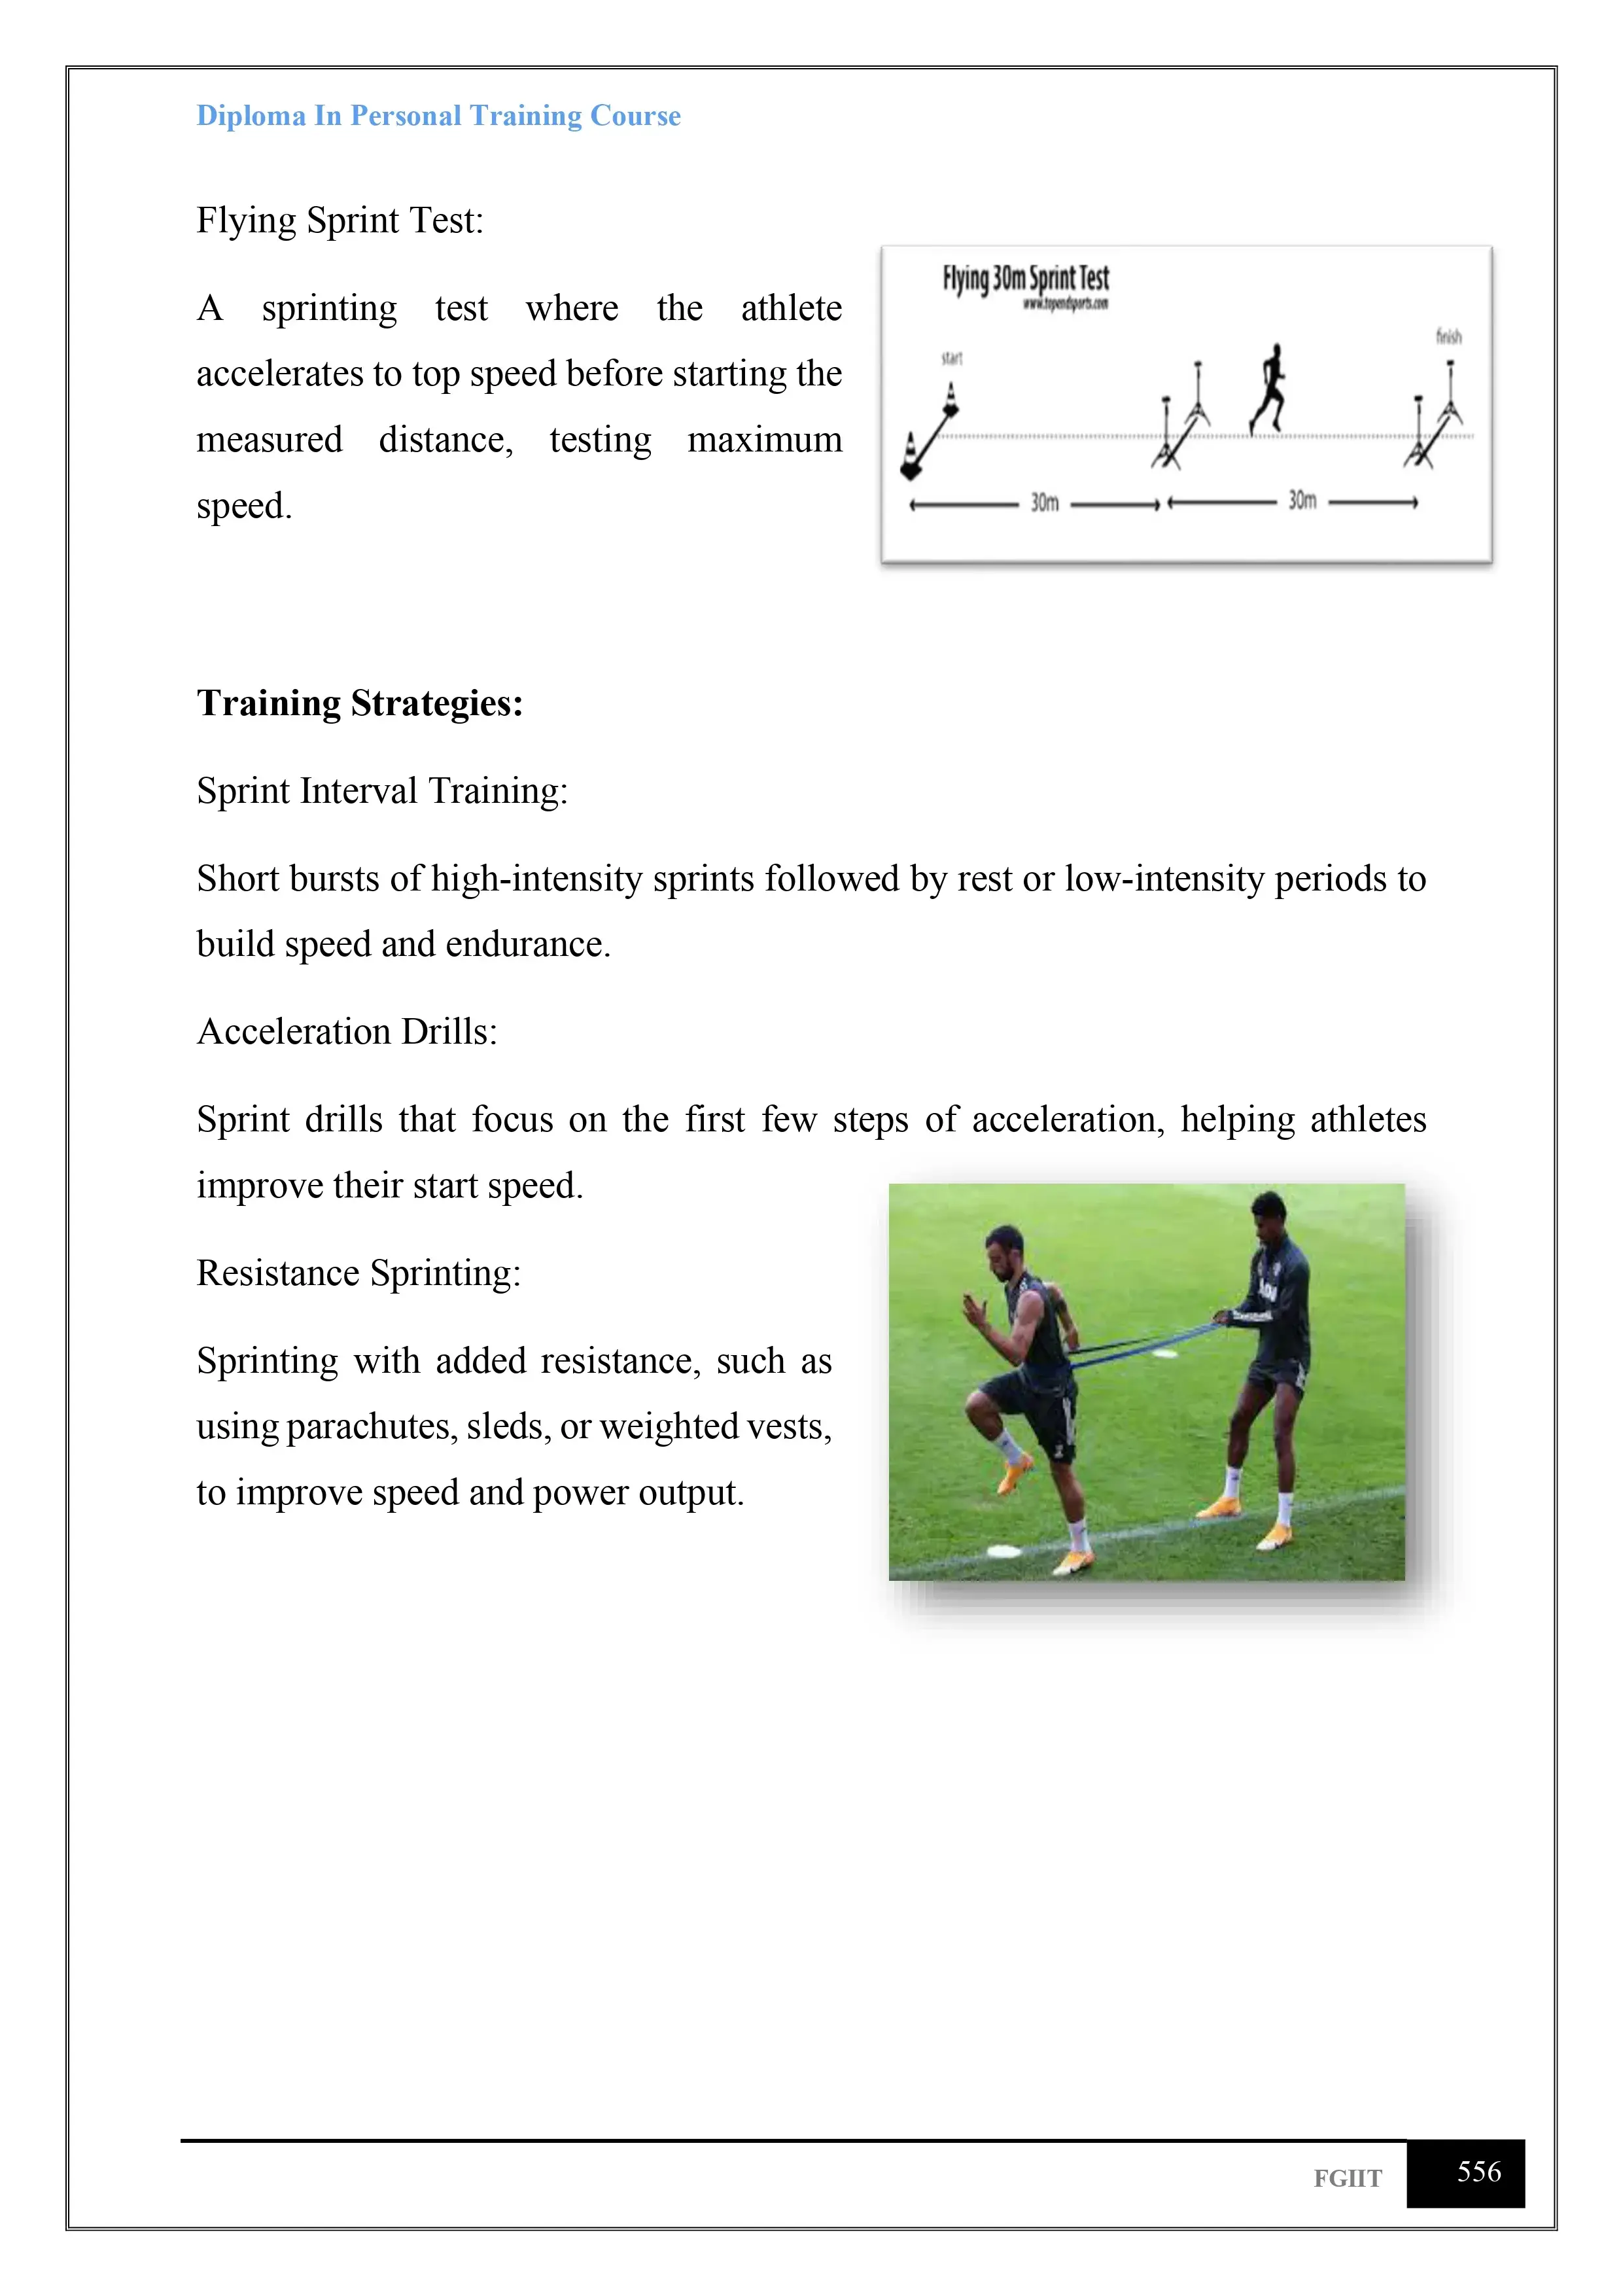 Diploma In Personal Training Course
Flying Sprint Test:
A sprinting test where the athlete
accelerates to top speed before starting the
measured distance, testing maximum
speed.
Flying 30m Sprint Test
www.topendsports.com
start
finish
30m
30m
Training Strategies:
Sprint Interval Training:
Short bursts of high-intensity sprints followed by rest or low-intensity periods to
build speed and endurance.
Acceleration Drills:
Sprint drills that focus on the first few steps of acceleration, helping athletes
improve their start speed.
Resistance Sprinting:
Sprinting with added resistance, such as
using parachutes, sleds, or weighted vests,
to improve speed and power output.
FGIIT
556